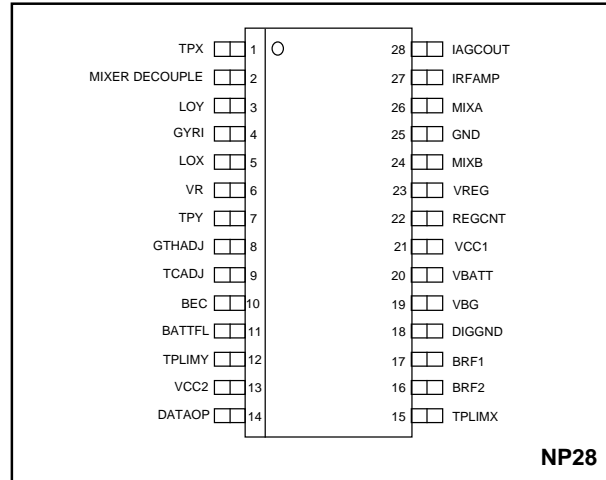 TPX 1 28 IAGCOUT
MIXER DECOUPLE 2 27 IRFAMP
LOY 3 26 MIXA
GYRI 4 25 GND
LOX 5 24 MIXB
VR 6 23 VREG
TPY 7 22 REGCNT
GTHADJ 8 21 VCC1
TCADJ 9 20 VBATT
BEC 10 19 VBG
BATTFL 11 18 DIGGND
TPLIMY 12 17 BRF1
VCC2 13 16 BRF2
DATAOP 14 15 TPLIMX
NP28